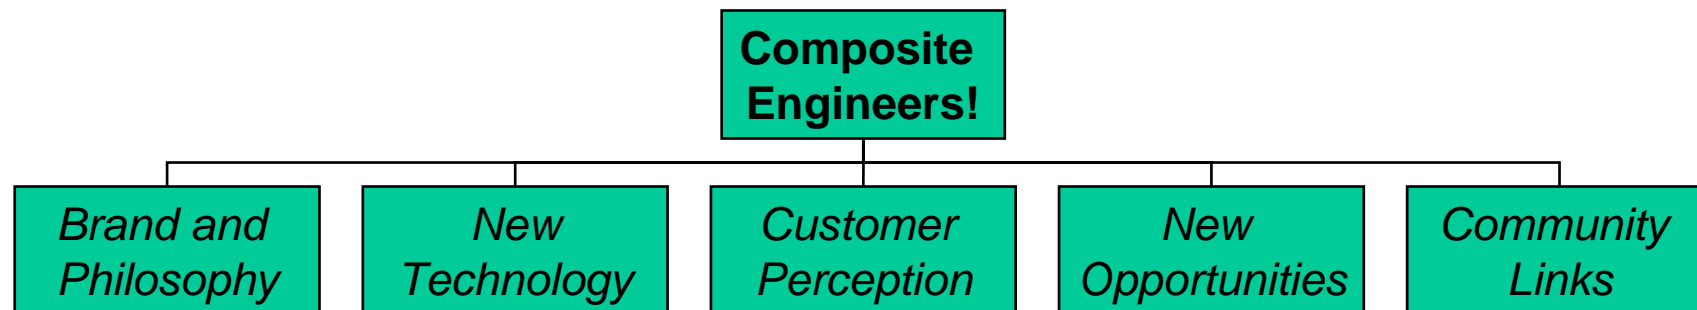 Composite
Engineers!
Brand and
Philosophy
New
Technology
Customer
Perception
New
Opportunities
Community
Links